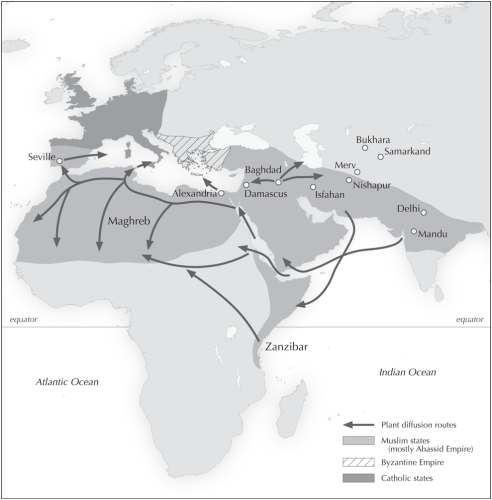 Bukhara
Samarkand
Seville
Merv
Baghdad
Nishapur
Alexandria
Damascus
Isfahan
Delhi
Maghreb
Mandu
equator
equator
Zanzibar
Atlantic Ocean
Indian Ocean
Plant diffusion routes
Muslim states
(mostly Abassid Empire)
Byzantine Empire
Catholic states